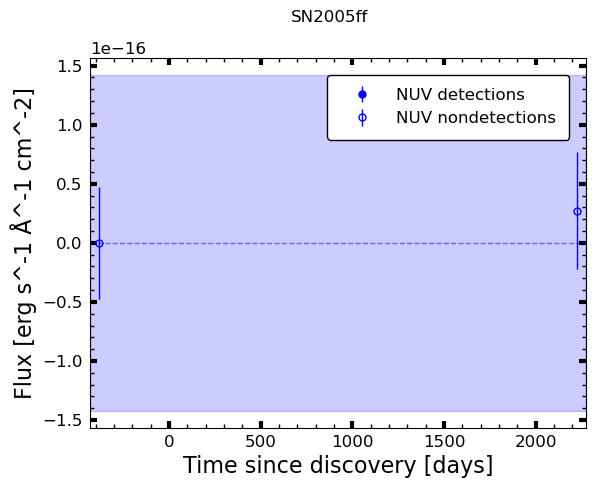 SN2005ff
1e−16
1.5
1.0
0.5
0.0
−0.5
−1.0
−1.5
Flux [erg s^-1 Å^-1 cm^-2]
NUV detections
NUV nondetections
0 500 1000 1500 2000
Time since discovery [days]